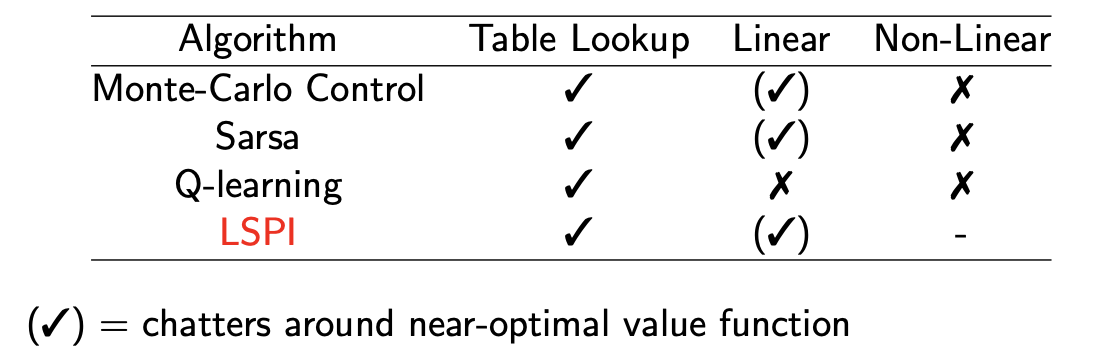 Algorithm Table Lookup Linear Non-Linear
Monte-Carlo Control ✓ (✓) ✗
Sarsa ✓ (✓) ✗
Q-learning ✓ ✗ ✗
LSPI ✓ (✓) -
(✓) = chatters around near-optimal value function